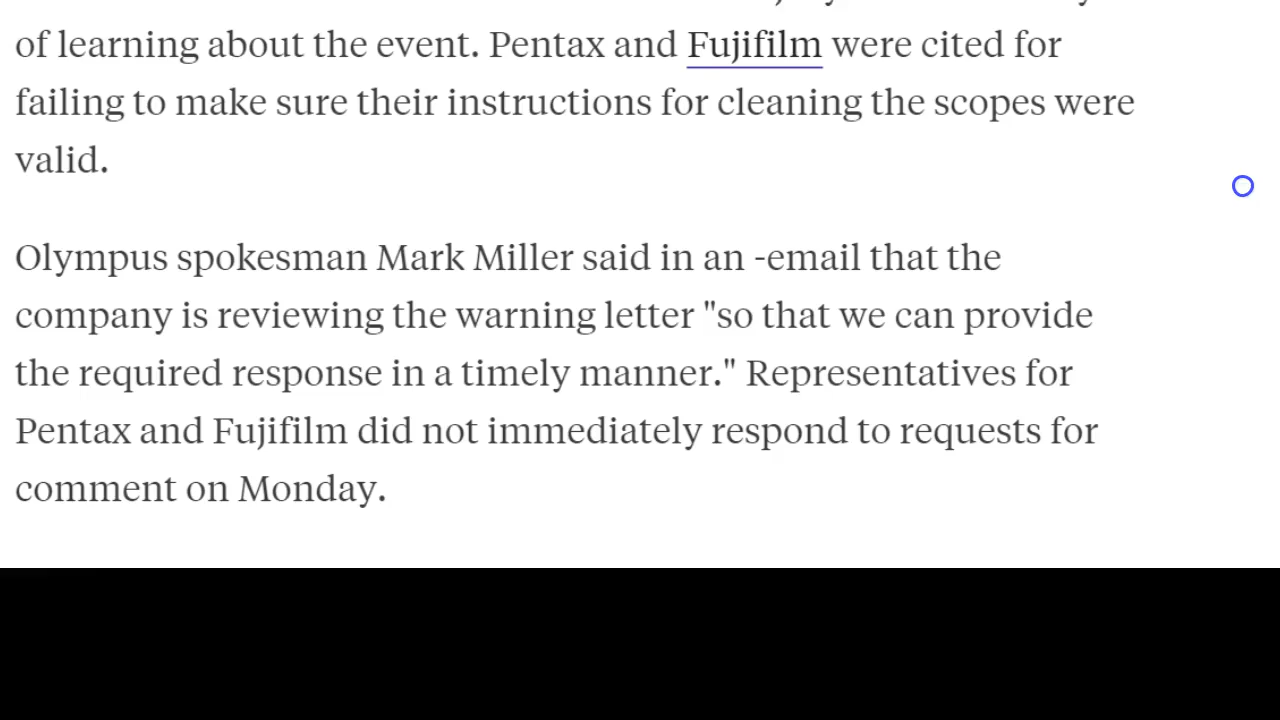 of learning about the event. Pentax and Fujifilm were cited for
failing to make sure their instructions for cleaning the scopes were
valid.
Olympus spokesman Mark Miller said in an -email that the
company is reviewing the warning letter "so that we can provide
the required response in a timely manner." Representatives for
Pentax and Fujifilm did not immediately respond to requests for
comment on Monday.